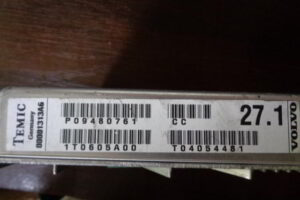 TEMIC
Germany
00001313A6
P09480761
CC
27.1
1T0605A00
T04054481
VOLVO